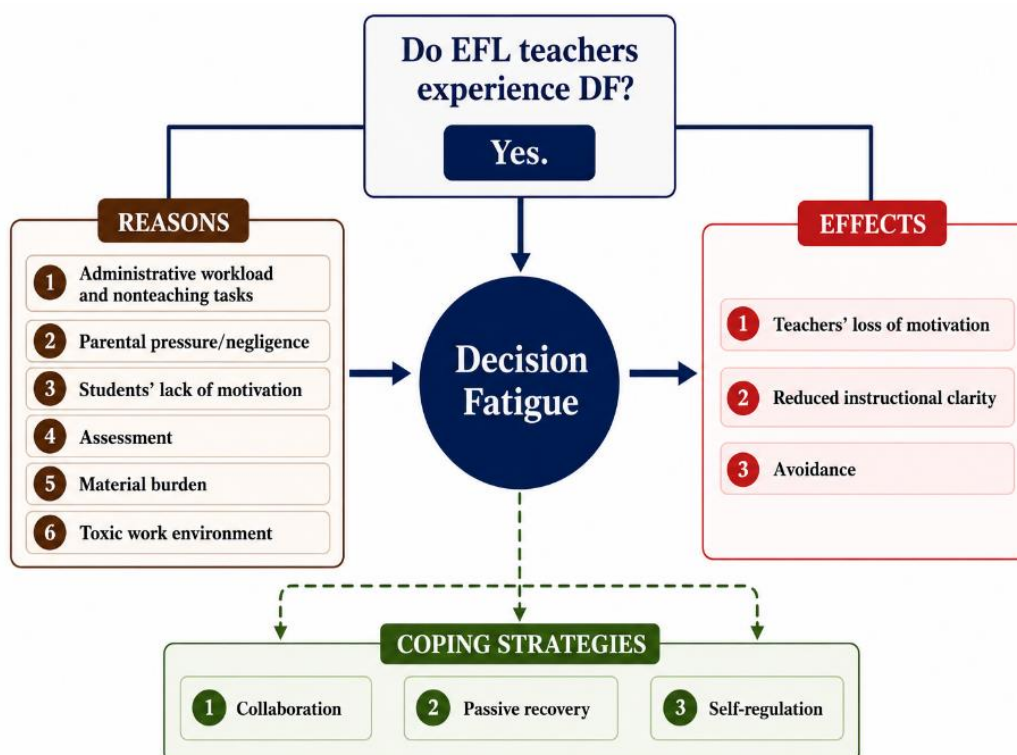 Do EFL teachers
experience DF?
Yes.
REASONS
1 Administrative workload
and nonteaching tasks
2 Parental pressure/negligence
3 Students' lack of motivation
4 Assessment
5 Material burden
6 Toxic work environment
Decision
Fatigue
EFFECTS
1 Teachers' loss of motivation
2 Reduced instructional clarity
3 Avoidance
COPING STRATEGIES
1 Collaboration
2 Passive recovery
3 Self-regulation